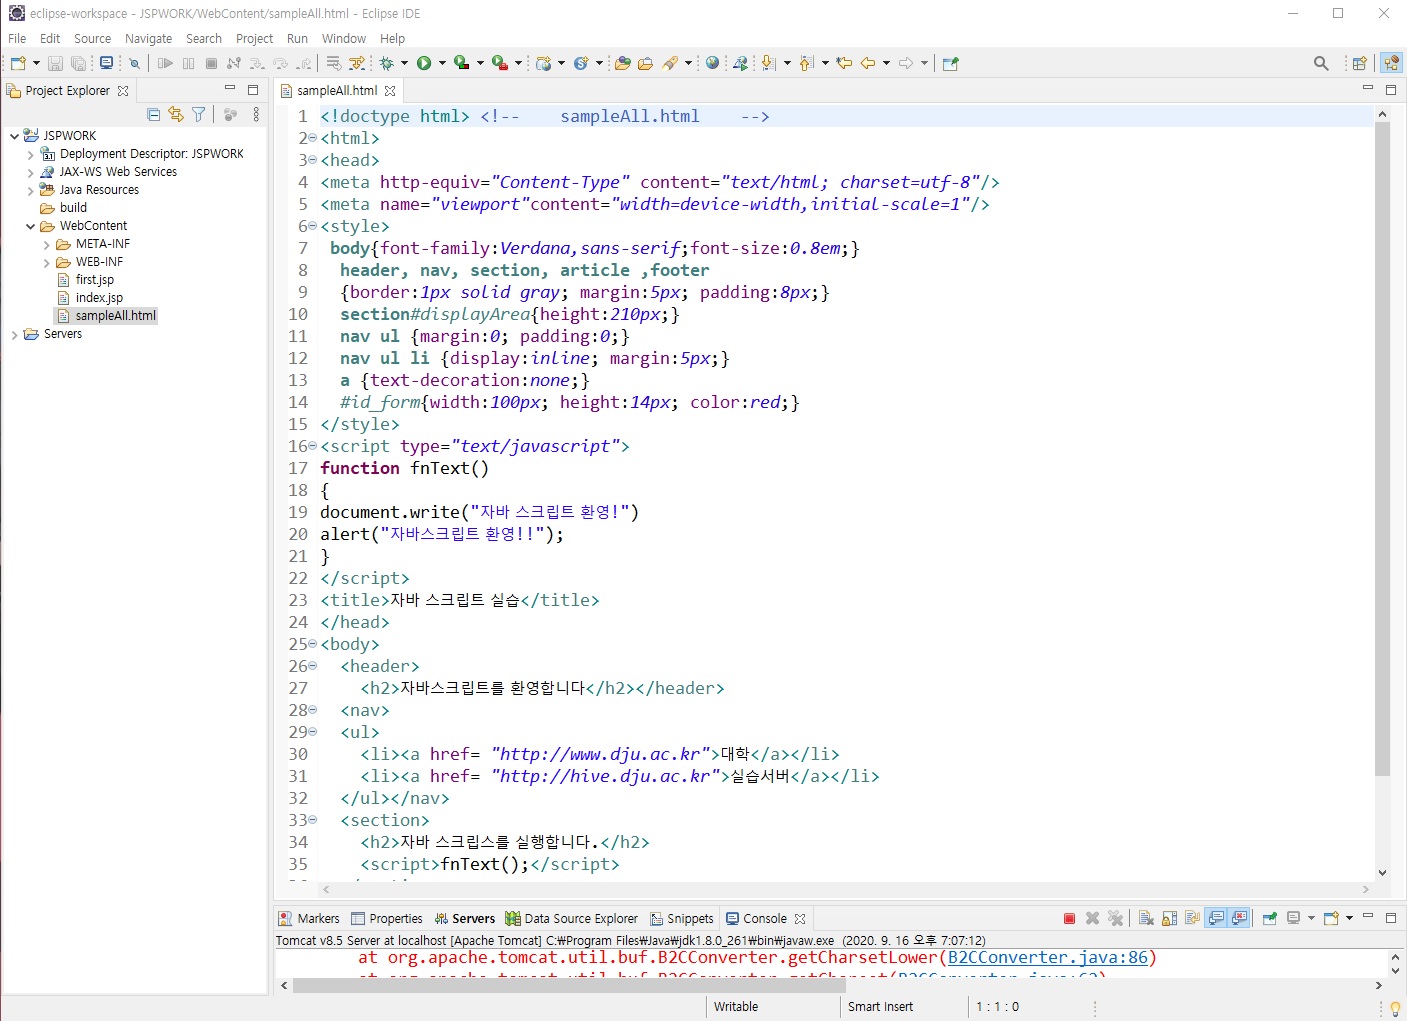 eclipse-workspace - JSPWORK/WebContent/sampleAll.html - Eclipse IDE
File Edit Source Navigate Search Project Run Window Help
Project Explorer
sampleAll.html
JSPWORK
Deployment Descriptor: JSPWORK
JAX-WS Web Services
Java Resources
build
WebContent
META-INF
WEB-INF
first.jsp
index.jsp
sampleAll.html
Servers
1 <!doctype html> <!--    sampleAll.html    -->
2 <html>
3 <head>
4 <meta http-equiv="Content-Type" content="text/html; charset=utf-8"/>
5 <meta name="viewport"content="width=device-width,initial-scale=1"/>
6 <style>
7  body{font-family:Verdana,sans-serif;font-size:0.8em;}
8   header, nav, section, article ,footer
9   {border:1px solid gray; margin:5px; padding:8px;}
10   section#displayArea{height:210px;}
11   nav ul {margin:0; padding:0;}
12   nav ul li {display:inline; margin:5px;}
13   a {text-decoration:none;}
14   #id_form{width:100px; height:14px; color:red;}
15 </style>
16 <script type="text/javascript">
17 function fnText()
18 {
19 document.write("자바 스크립트 환영!")
20 alert("자바스크립트 환영!!");
21 }
22 </script>
23 <title>자바 스크립트 실습</title>
24 </head>
25 <body>
26   <header>
27     <h2>자바스크립트를 환영합니다</h2></header>
28   <nav>
29   <ul>
30     <li><a href= "http://www.dju.ac.kr">대학</a></li>
31     <li><a href= "http://hive.dju.ac.kr">실습서버</a></li>
32   </ul></nav>
33   <section>
34     <h2>자바 스크립스를 실행합니다.</h2>
35     <script>fnText();</script>
Markers Properties Servers Data Source Explorer Snippets Console
Tomcat v8.5 Server at localhost [Apache Tomcat] C:₩Program Files₩Java₩jdk1.8.0_261₩bin₩javaw.exe (2020. 9. 16 오후 7:07:12)
at org.apache.tomcat.util.buf.B2CConverter.getCharsetLower(B2CConverter.java:86)
at org.apache.tomcat.util.buf.B2CConverter.getCharset(B2CConverter.java:62)
Writable Smart Insert 1 : 1 : 0